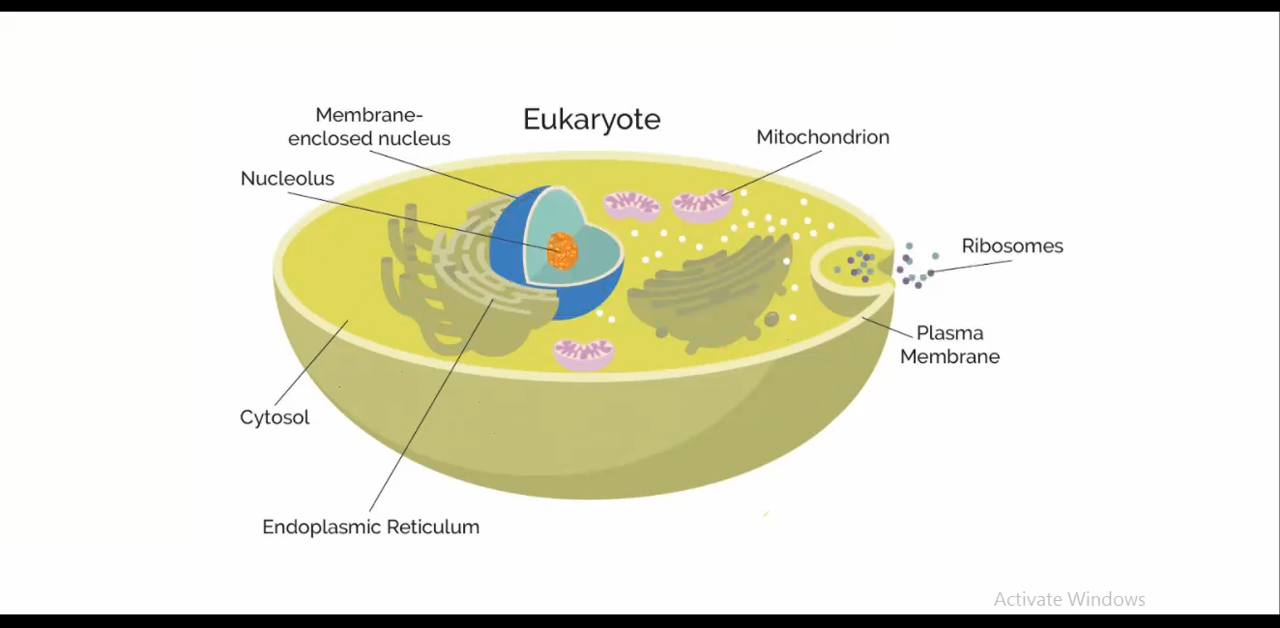 Eukaryote
Membrane-
enclosed nucleus
Mitochondrion
Nucleolus
Ribosomes
Plasma
Membrane
Cytosol
Endoplasmic Reticulum
Activate Windows